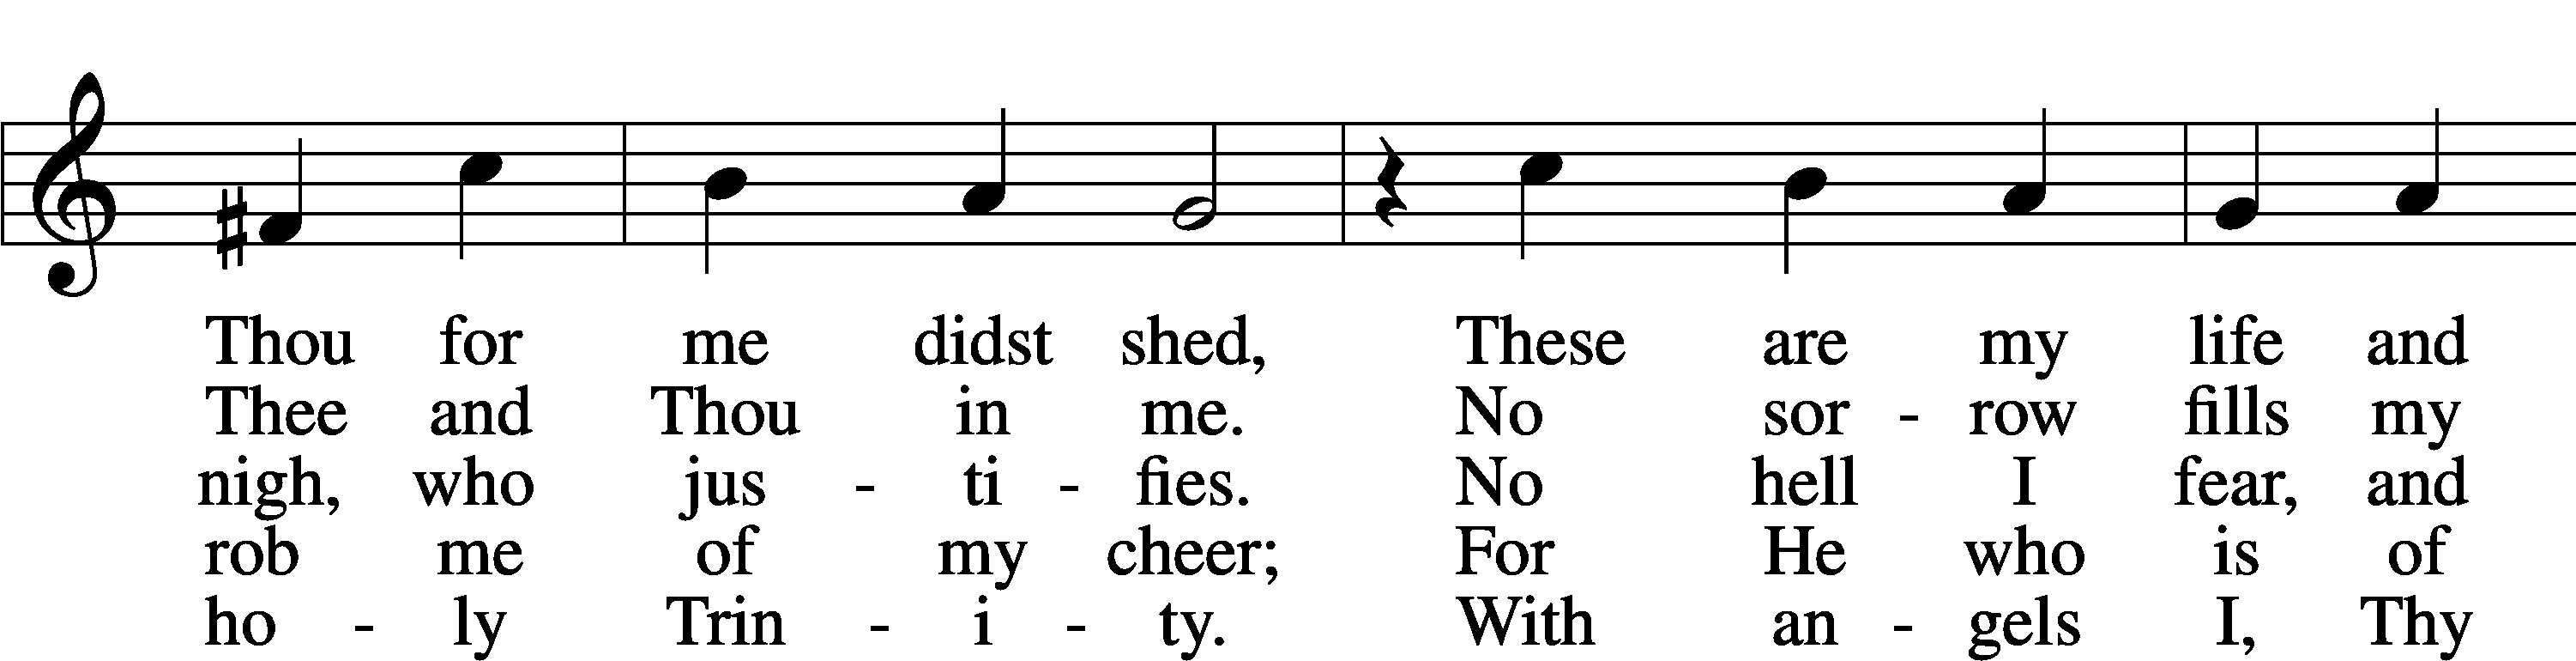 Thou for me didst shed, These are my life and
Thee and Thou in me. No sor - row fills my
nigh, who jus - ti - fies. No hell I fear, and
rob me of my cheer; For He who is of
ho - ly Trin - i - ty. With an - gels I, Thy